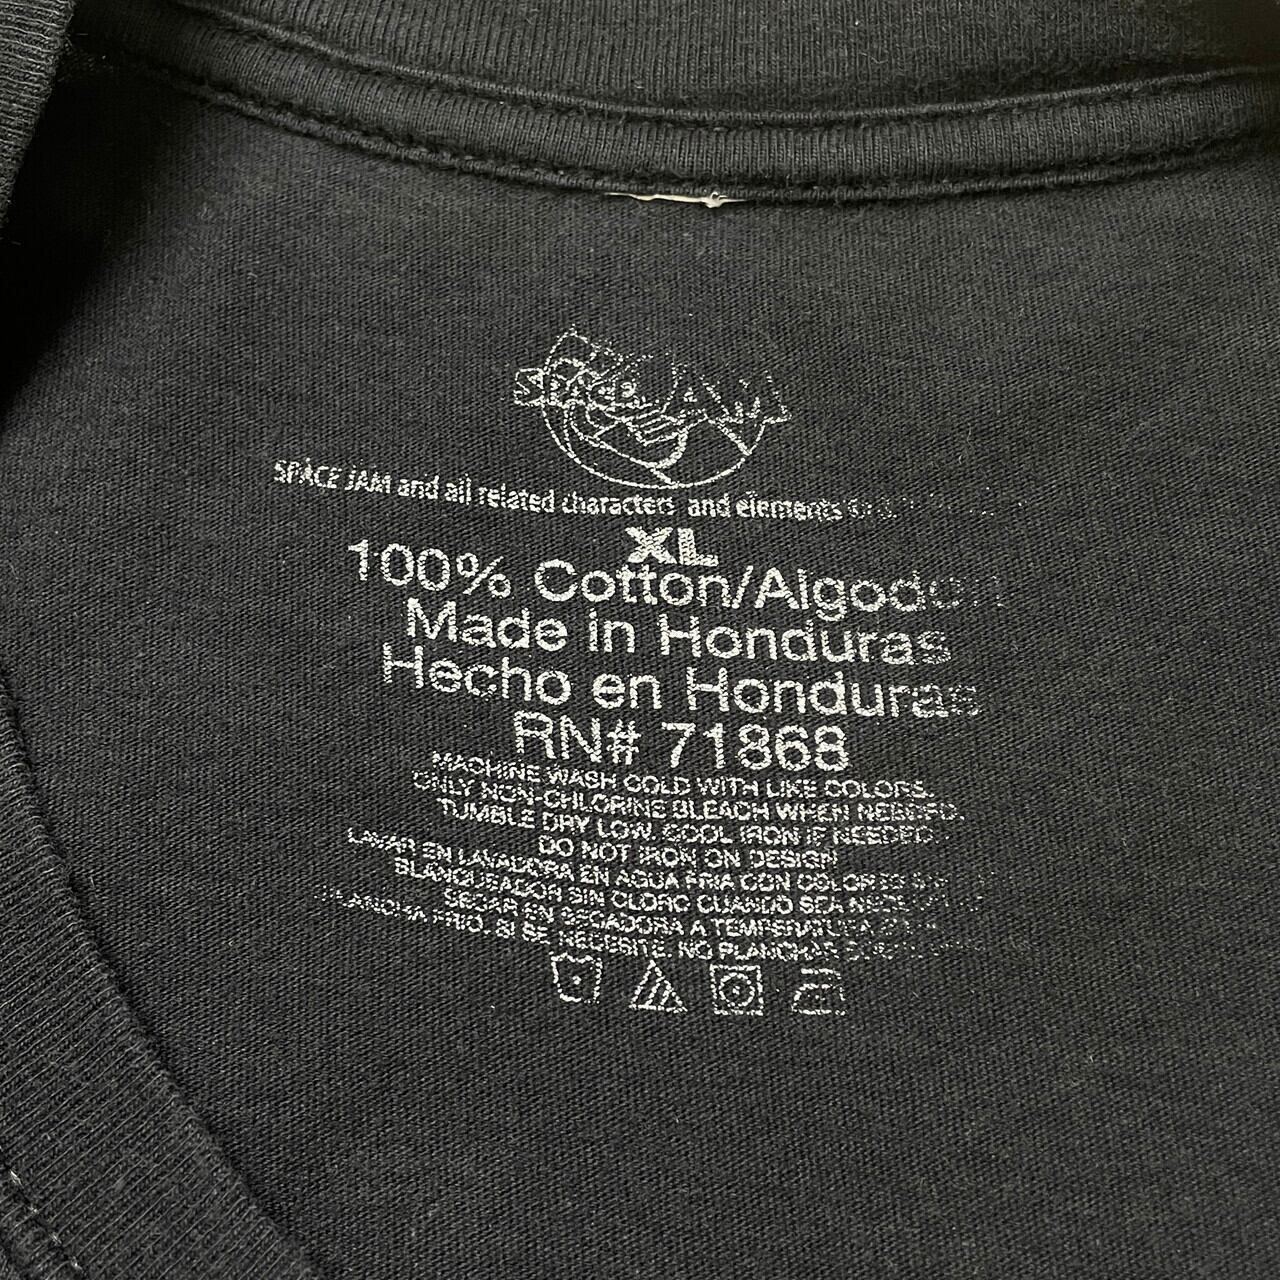 SPACE JAM
SPACE JAM and all related characters and elements
XL
100% Cotton/Algodon
Made in Honduras
Hecho en Honduras
RN# 71868
MACHINE WASH COLD WITH LIKE COLORS.
ONLY NON-CHLORINE BLEACH WHEN NEEDED.
TUMBLE DRY LOW. COOL IRON IF NEEDED
DO NOT IRON ON DESIGN
LAVAR EN LAVADORA EN AGUA FRIA CON COLORES
BLANQUEADOR SIN CLORO CUANDO SEA
SECAR EN SECADORA A TEMPERATURA
PLANCHA FRIO. SI SE NECESITE. NO PLANCHAR